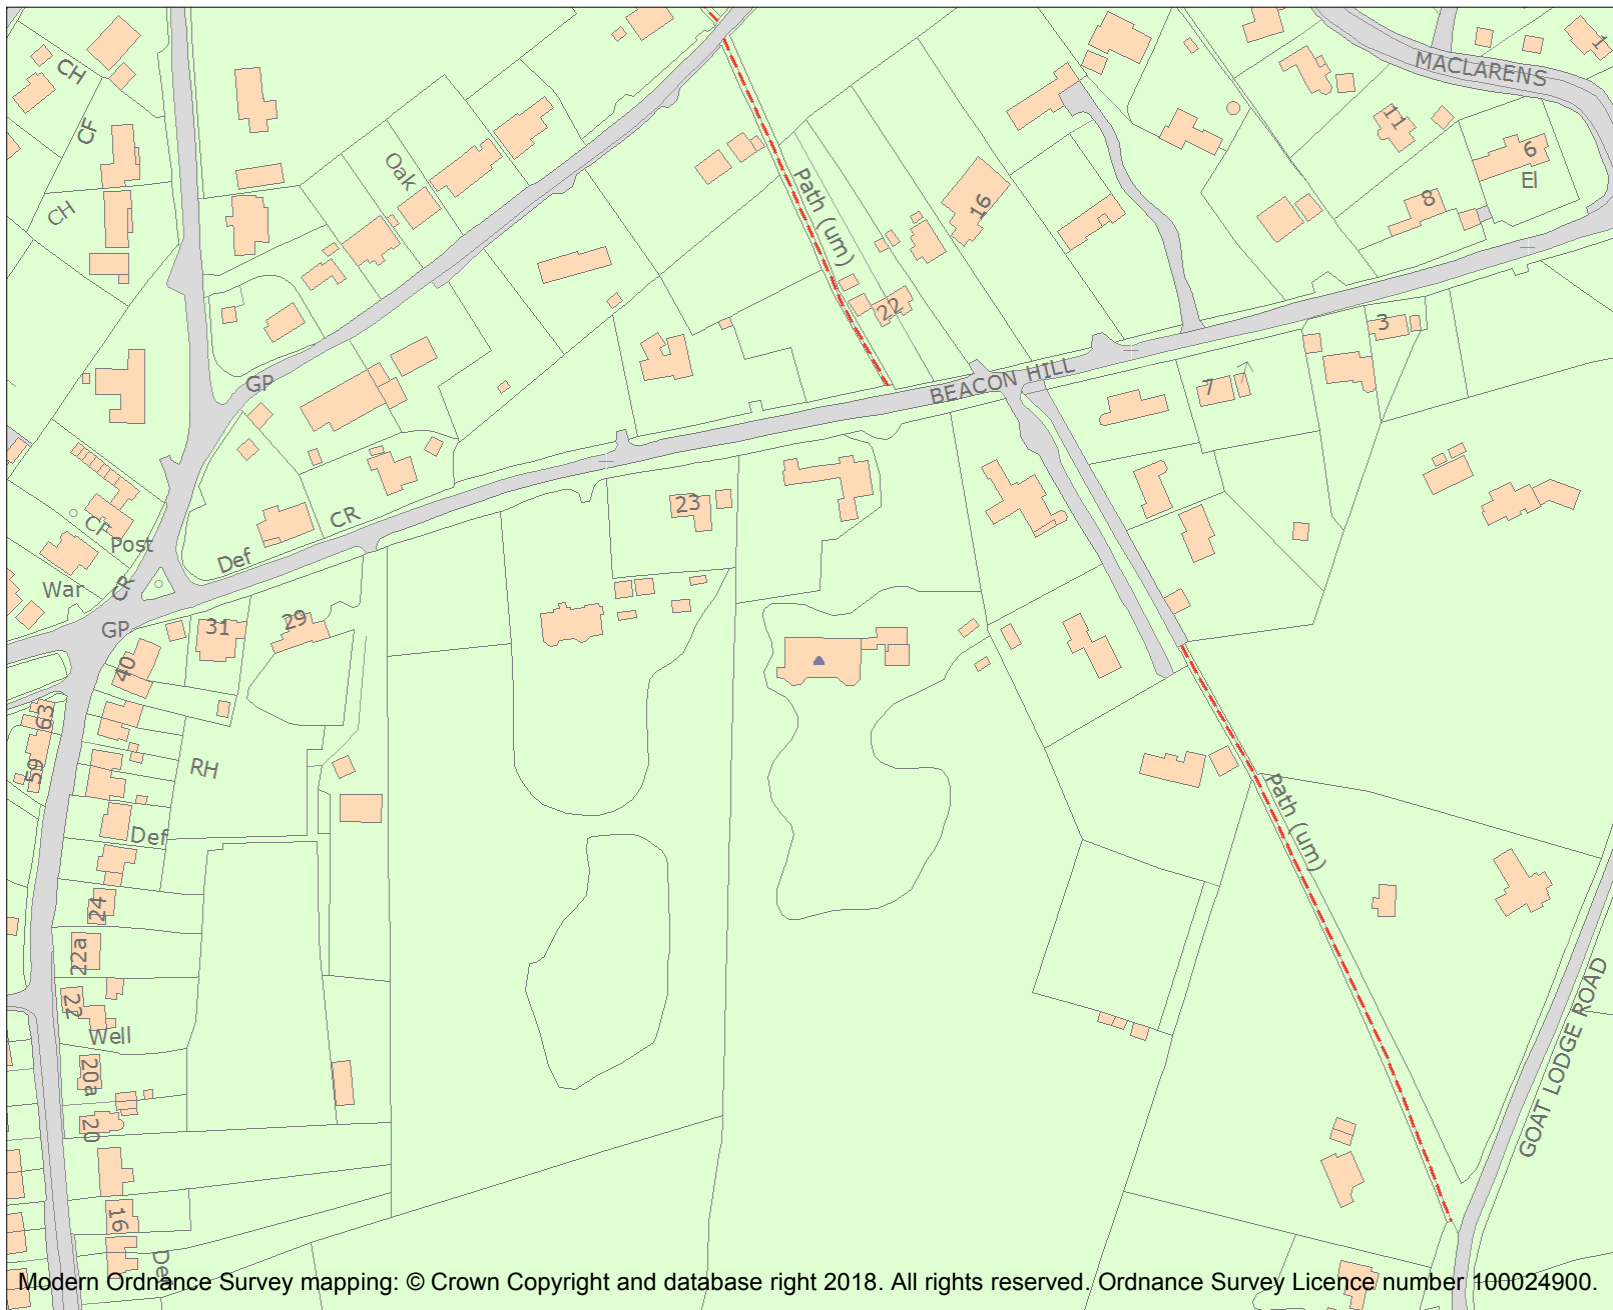 CH
CF
CH
Oak
MACLARENS
1
11
6
El
8
16
Path (um)
22
3
7
BEACON HILL
GP
CR
Def
CF
Post
War
CR
GP
23
31
29
40
63
59
RH
Def
24
22a
22
Well
20a
20
16
Path (um)
GOAT LODGE ROAD
Modern Ordnance Survey mapping: © Crown Copyright and database right 2018. All rights reserved. Ordnance Survey Licence number 100024900.